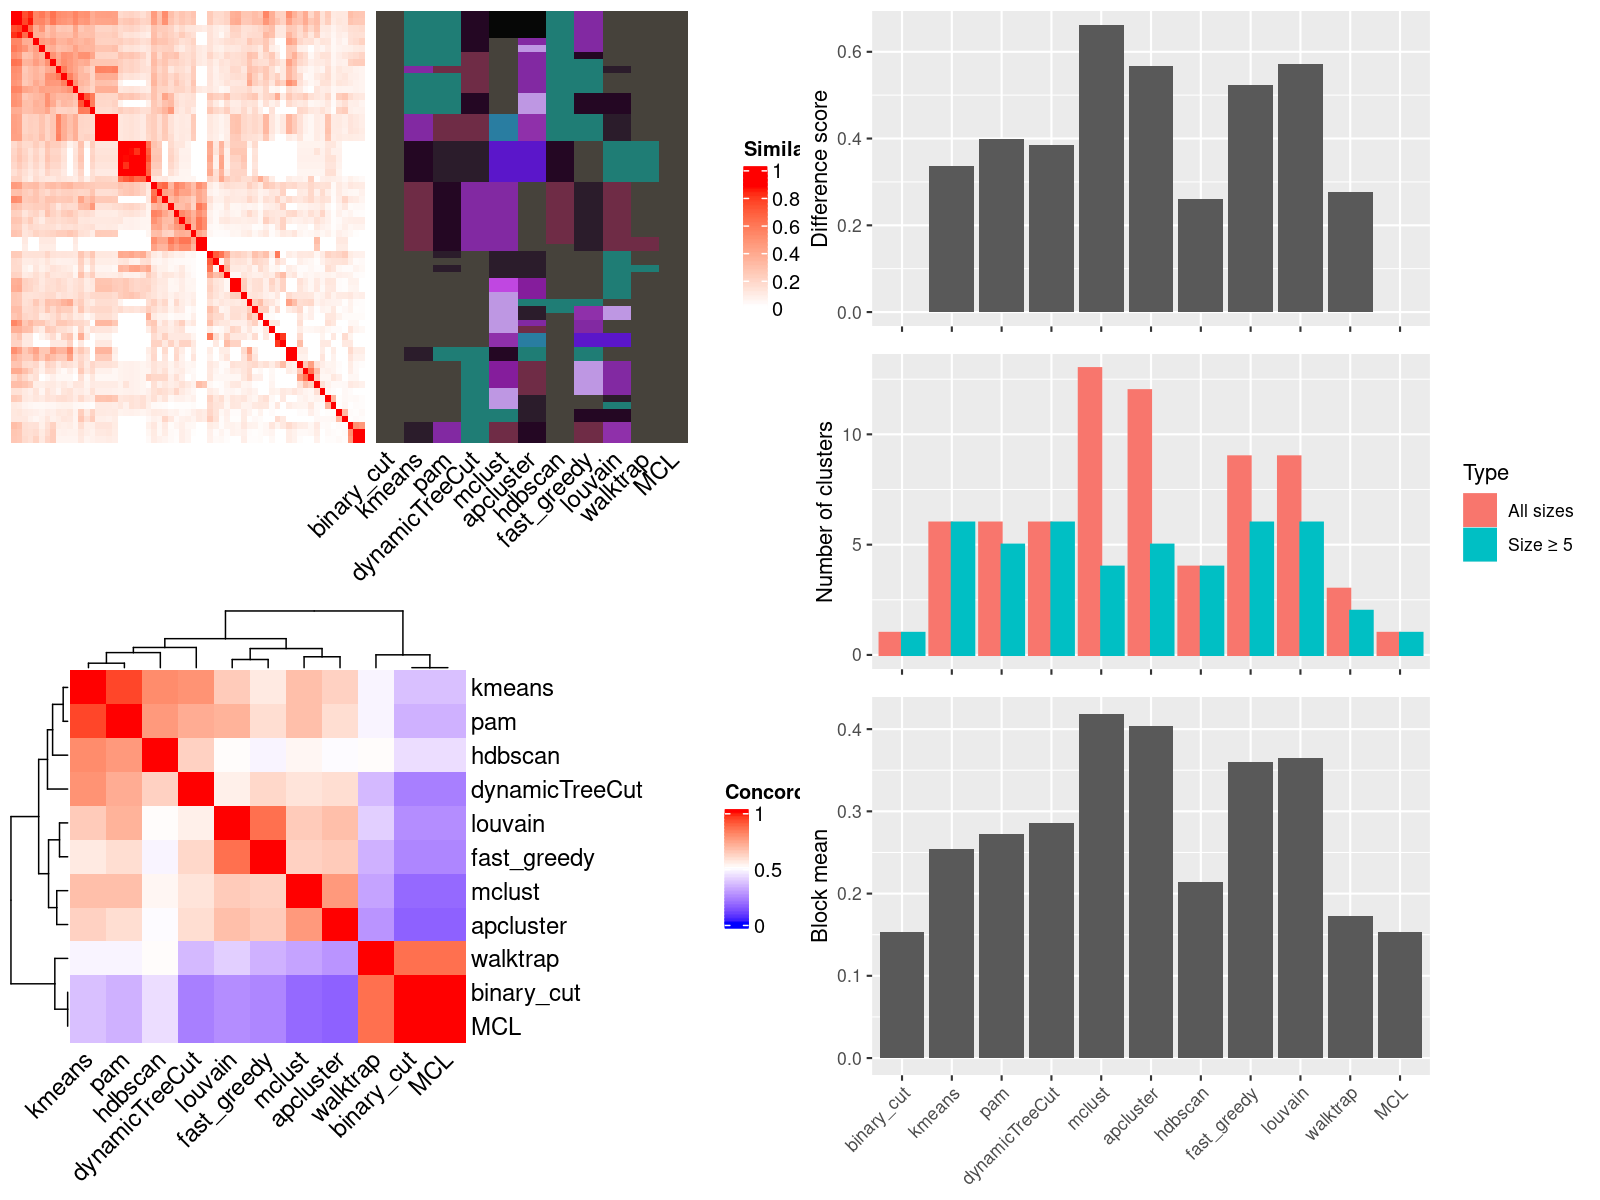 Simila
1
0.8
0.6
0.4
0.2
0
binary_cut
kmeans
pam
dynamicTreeCut
mclust
apcluster
hdbscan
fast_greedy
louvain
walktrap
MCL
kmeans
pam
hdbscan
dynamicTreeCut
louvain
fast_greedy
mclust
apcluster
walktrap
binary_cut
MCL
kmeans
pam
hdbscan
dynamicTreeCut
louvain
fast_greedy
mclust
apcluster
walktrap
binary_cut
MCL
Concorc
1
0.5
0
Difference score
0.6
0.4
0.2
0.0
Number of clusters
10
5
0
Type
All sizes
Size ≥ 5
Block mean
0.4
0.3
0.2
0.1
0.0
binary_cut
kmeans
pam
dynamicTreeCut
mclust
apcluster
hdbscan
fast_greedy
louvain
walktrap
MCL